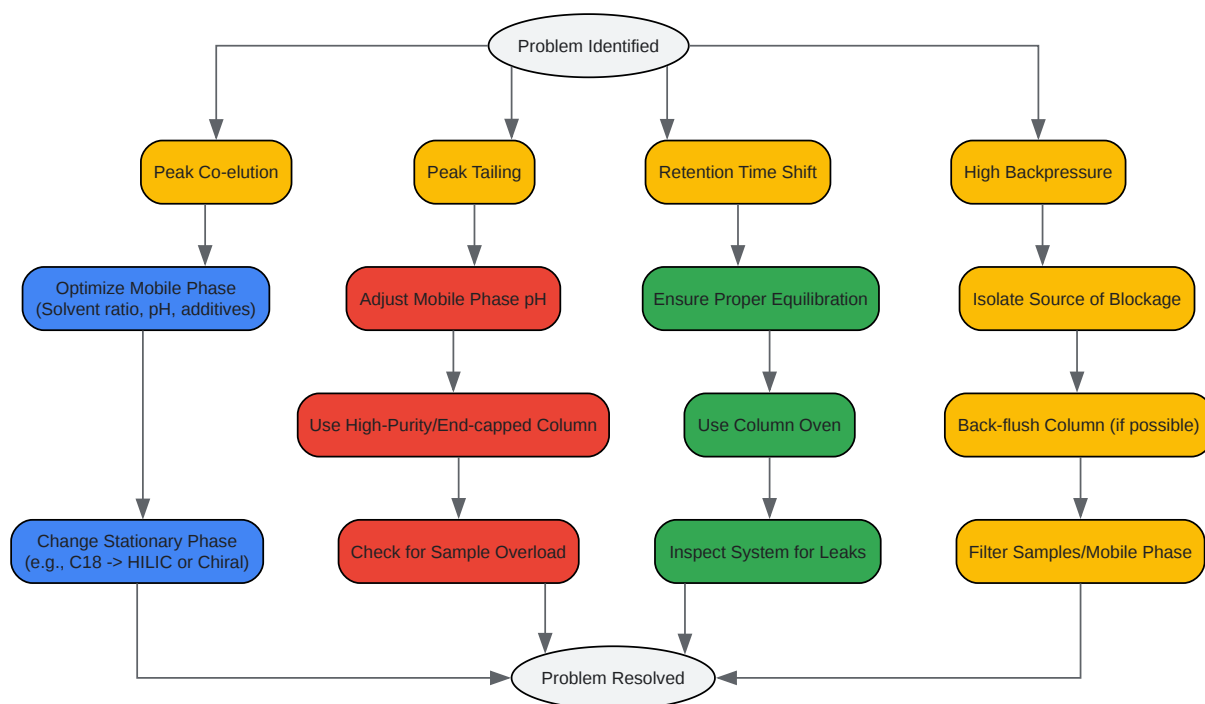 Problem Identified
Peak Co-elution
Peak Tailing
Retention Time Shift
High Backpressure
Optimize Mobile Phase
(Solvent ratio, pH, additives)
Adjust Mobile Phase pH
Ensure Proper Equilibration
Isolate Source of Blockage
Use High-Purity/End-capped Column
Use Column Oven
Back-flush Column (if possible)
Change Stationary Phase
(e.g., C18 -> HILIC or Chiral)
Check for Sample Overload
Inspect System for Leaks
Filter Samples/Mobile Phase
Problem Resolved